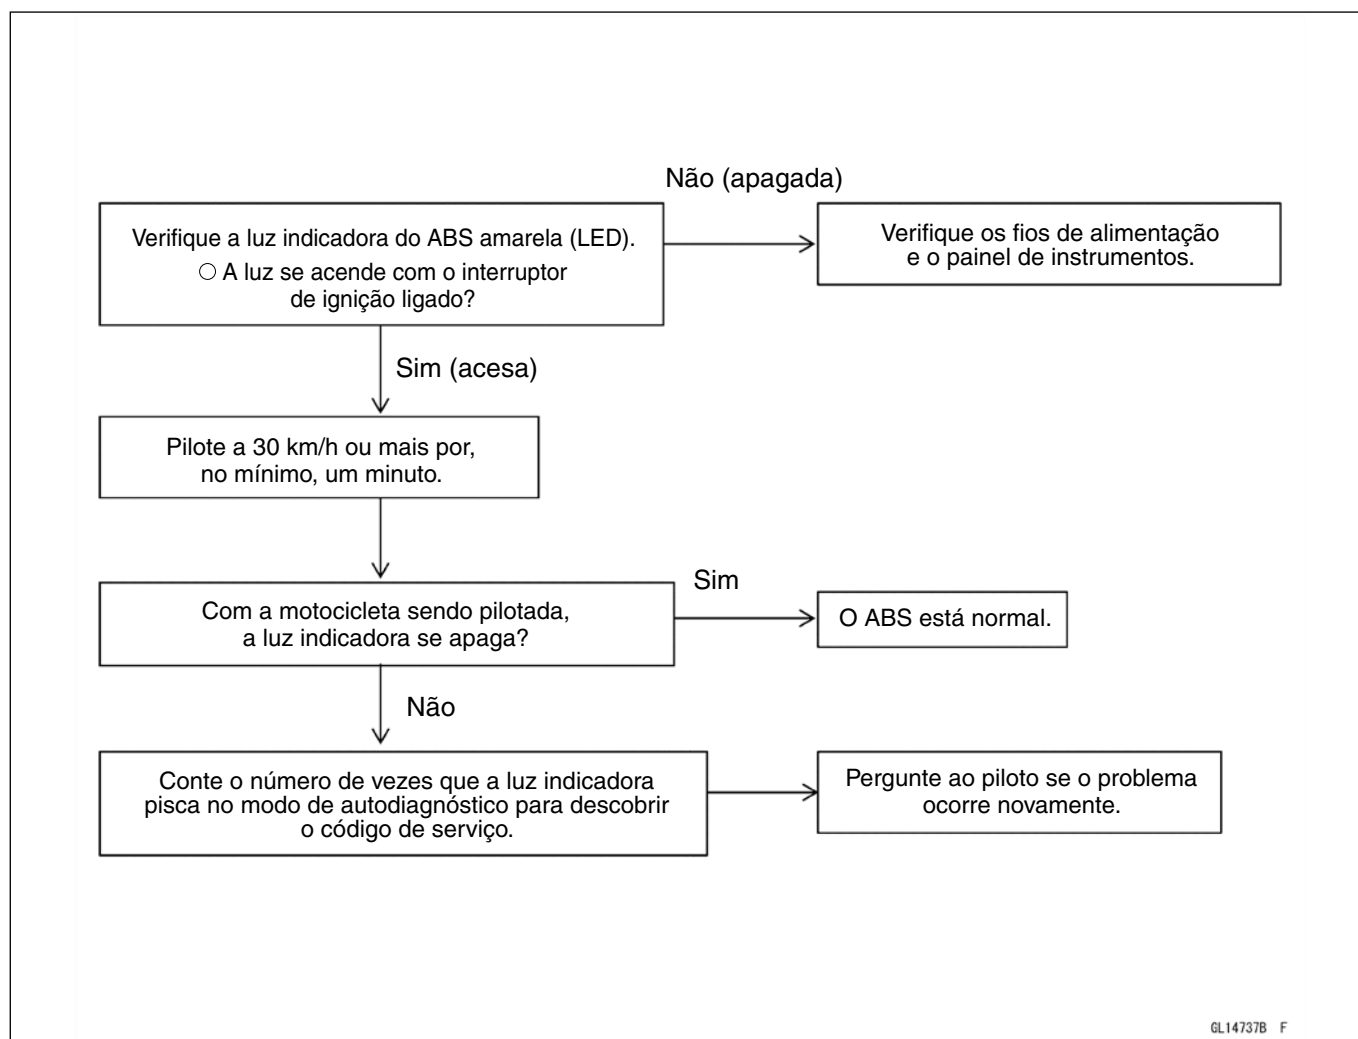 Não (apagada)
Verifique a luz indicadora do ABS amarela (LED).
○ A luz se acende com o interruptor
de ignição ligado?
Verifique os fios de alimentação
e o painel de instrumentos.
Sim (acesa)
Pilote a 30 km/h ou mais por,
no mínimo, um minuto.
Sim
Com a motocicleta sendo pilotada,
a luz indicadora se apaga?
O ABS está normal.
Não
Conte o número de vezes que a luz indicadora
pisca no modo de autodiagnóstico para descobrir
o código de serviço.
Pergunte ao piloto se o problema
ocorre novamente.
GL14737B F